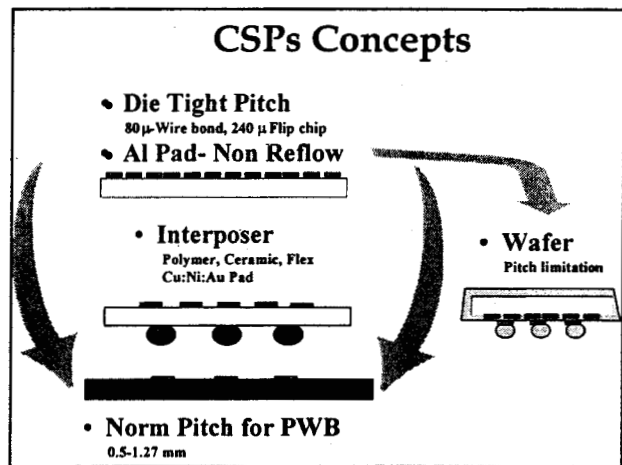 CSPs Concepts
• Die Tight Pitch
80 μ-Wire bond, 240 μ Flip chip
• Al Pad- Non Reflow
• Interposer
Polymer, Ceramic, Flex
Cu:Ni:Au Pad
• Wafer
Pitch limitation
• Norm Pitch for PWB
0.5-1.27 mm